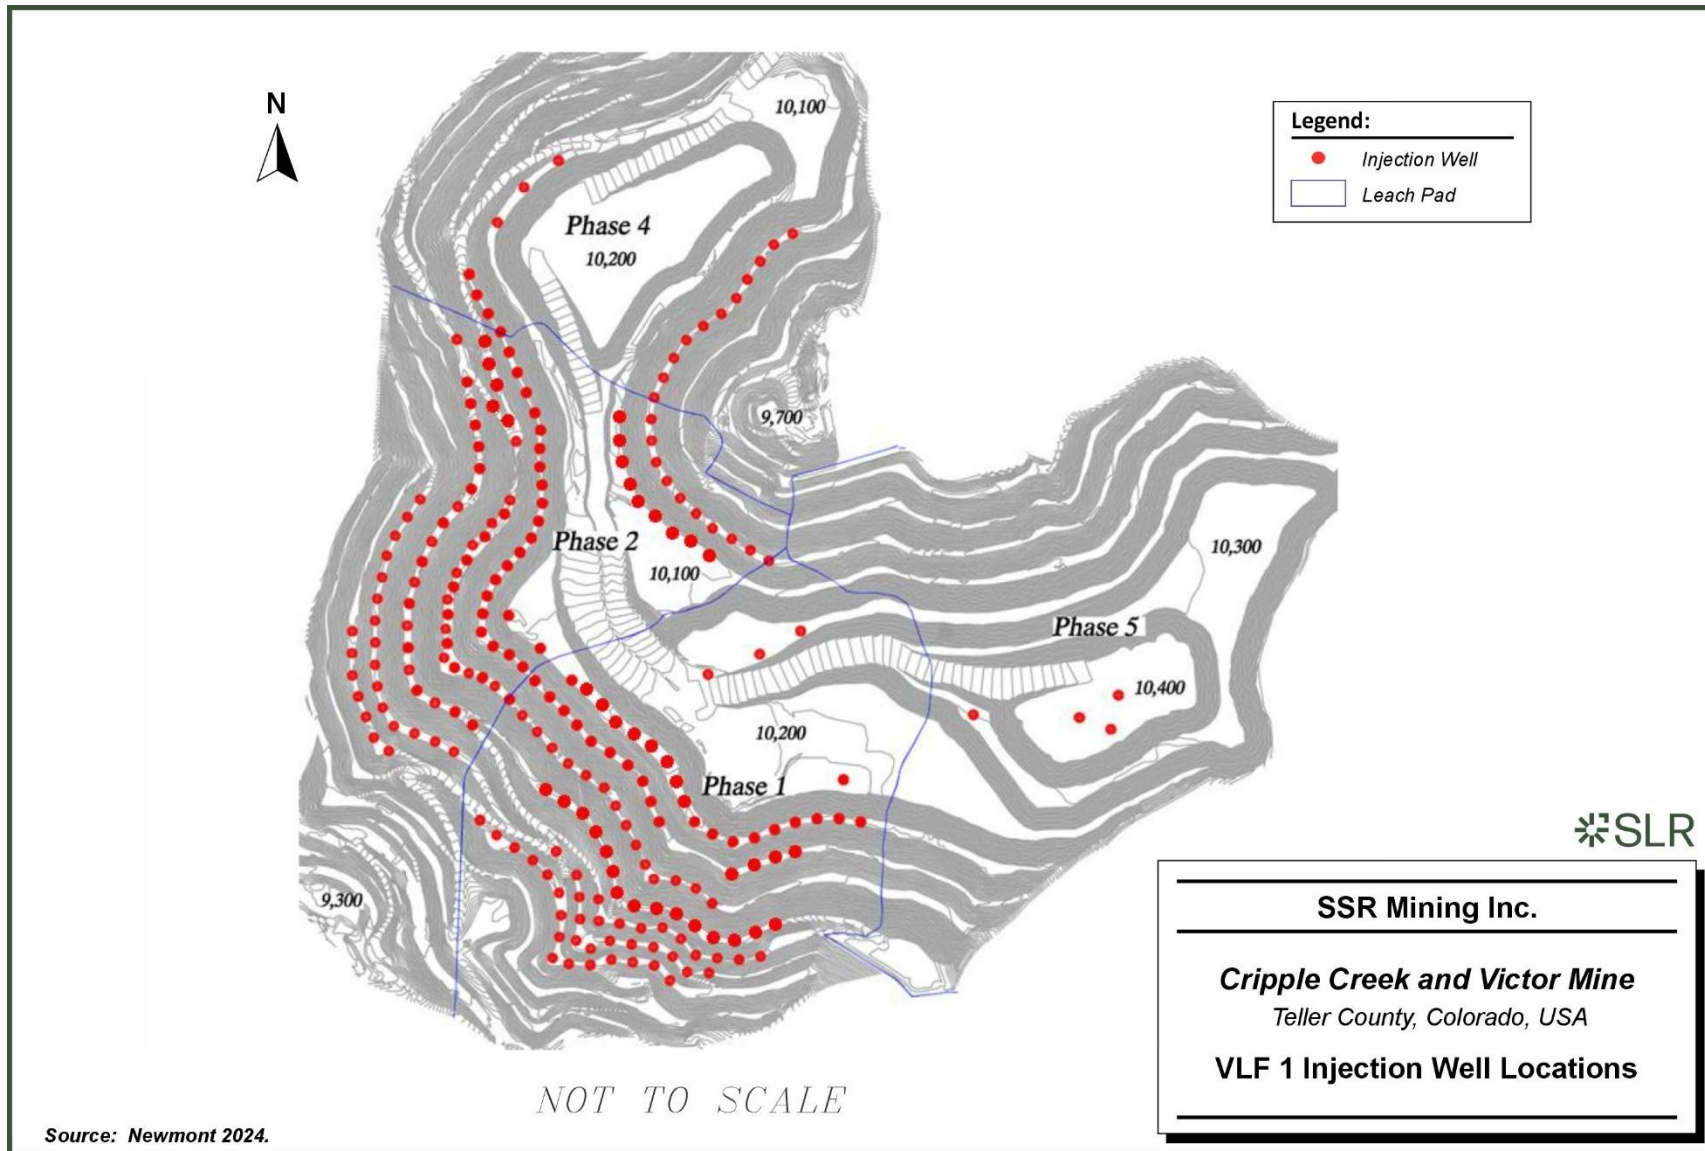 N
10,100
Legend:
Injection Well
Leach Pad
Phase 4
10,200
9,700
Phase 2
10,100
10,300
Phase 5
10,400
10,200
Phase 1
9,300
SLR
SSR Mining Inc.
Cripple Creek and Victor Mine
Teller County, Colorado, USA
VLF 1 Injection Well Locations
NOT TO SCALE
Source: Newmont 2024.